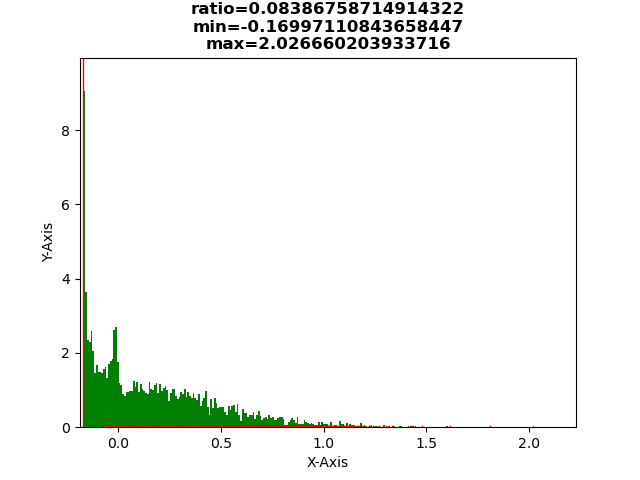 ratio=0.08386758714914322
min=-0.16997110843658447
max=2.026660203933716
8
6
4
2
0
Y-Axis
0.0 0.5 1.0 1.5 2.0
X-Axis